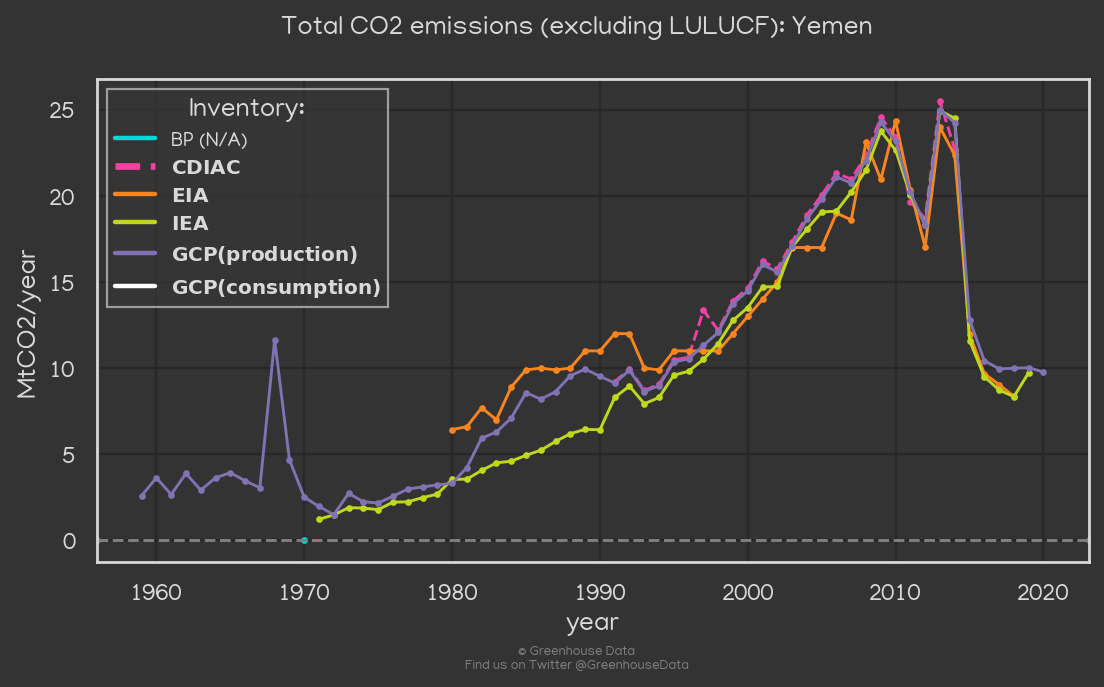 Total CO2 emissions (excluding LULUCF): Yemen
Inventory:
BP (N/A)
CDIAC
EIA
IEA
GCP(production)
GCP(consumption)
MtCO2/year
25
20
15
10
5
0
1960 1970 1980 1990 2000 2010 2020
year
© Greenhouse Data
Find us on Twitter @GreenhouseData